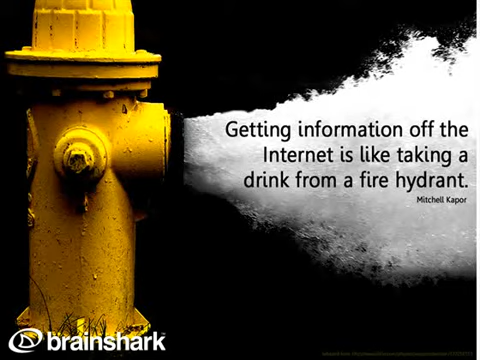 Getting information off the
Internet is like taking a
drink from a fire hydrant.
Mitchell Kapor
brainshark